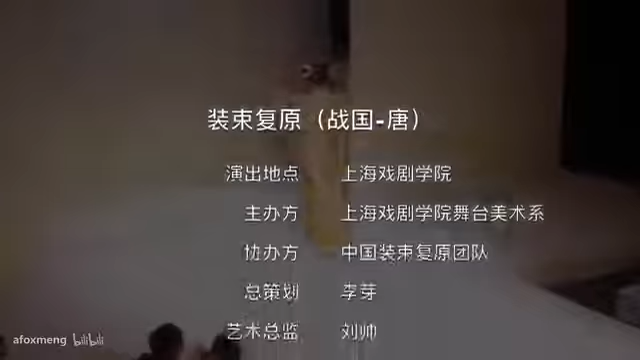 装束复原（战国-唐）
演出地点 上海戏剧学院
主办方 上海戏剧学院舞台美术系
协办方 中国装束复原团队
总策划 李芽
艺术总监 刘帅
afoxmeng bilibili